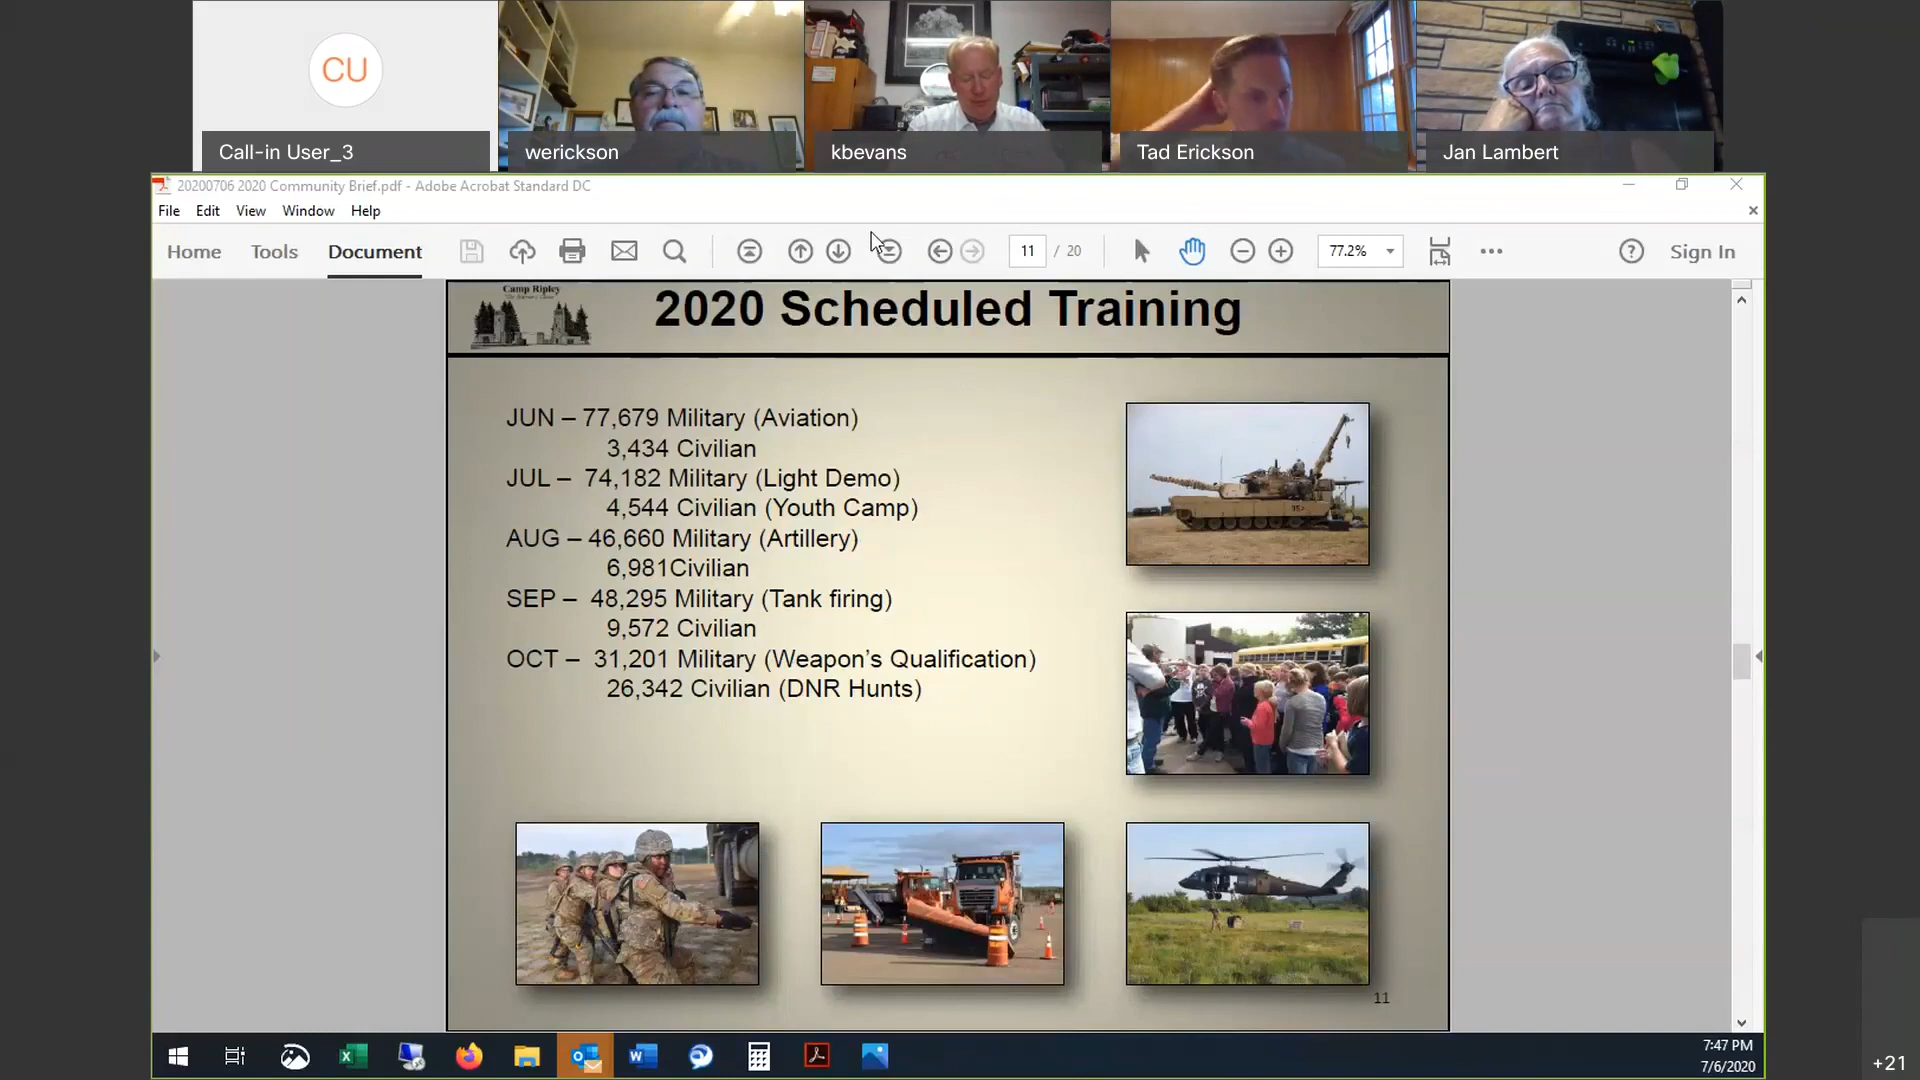 CU
Call-in User_3
werickson
kbevans
Tad Erickson
Jan Lambert
20200706 2020 Community Brief.pdf - Adobe Acrobat Standard DC
File Edit View Window Help
Home Tools Document 11 / 20 77.2% Sign In
Camp Ripley
2020 Scheduled Training
JUN – 77,679 Military (Aviation)
3,434 Civilian
JUL – 74,182 Military (Light Demo)
4,544 Civilian (Youth Camp)
AUG – 46,660 Military (Artillery)
6,981Civilian
SEP – 48,295 Military (Tank firing)
9,572 Civilian
OCT – 31,201 Military (Weapon’s Qualification)
26,342 Civilian (DNR Hunts)
11
7:47 PM
7/6/2020
+21